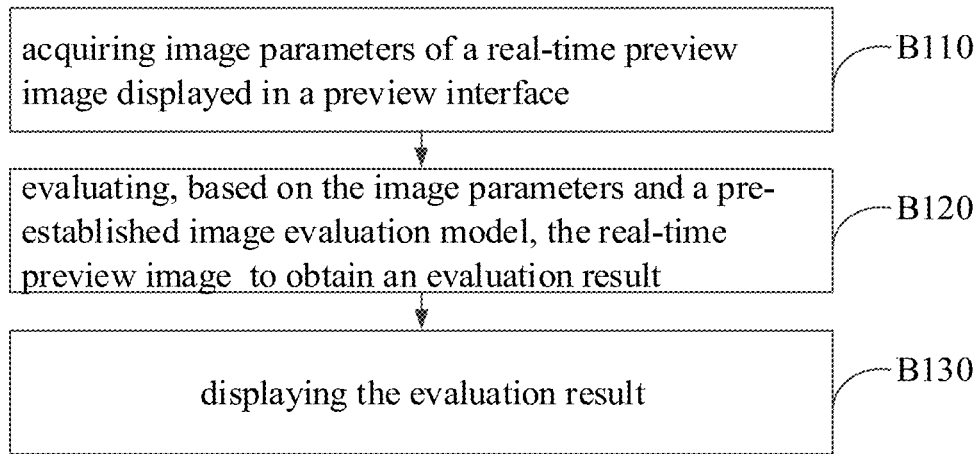 acquiring image parameters of a real-time preview
image displayed in a preview interface
B110
evaluating, based on the image parameters and a pre-
established image evaluation model, the real-time
preview image to obtain an evaluation result
B120
displaying the evaluation result
B130